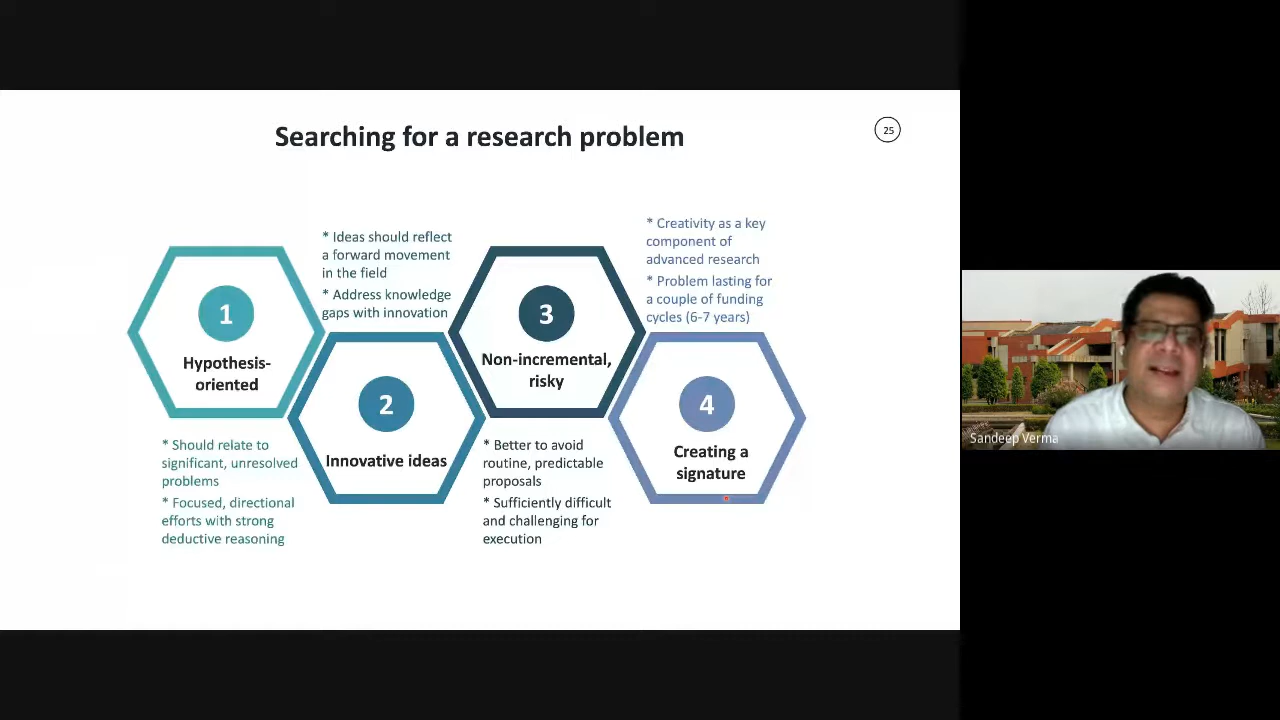 Searching for a research problem
25
1
Hypothesis-
oriented
* Should relate to
significant, unresolved
problems
* Focused, directional
efforts with strong
deductive reasoning
* Ideas should reflect
a forward movement
in the field
* Address knowledge
gaps with innovation
2
Innovative ideas
3
Non-incremental,
risky
* Better to avoid
routine, predictable
proposals
* Sufficiently difficult
and challenging for
execution
* Creativity as a key
component of
advanced research
* Problem lasting for
a couple of funding
cycles (6-7 years)
4
Creating a
signature
Sandeep Verma